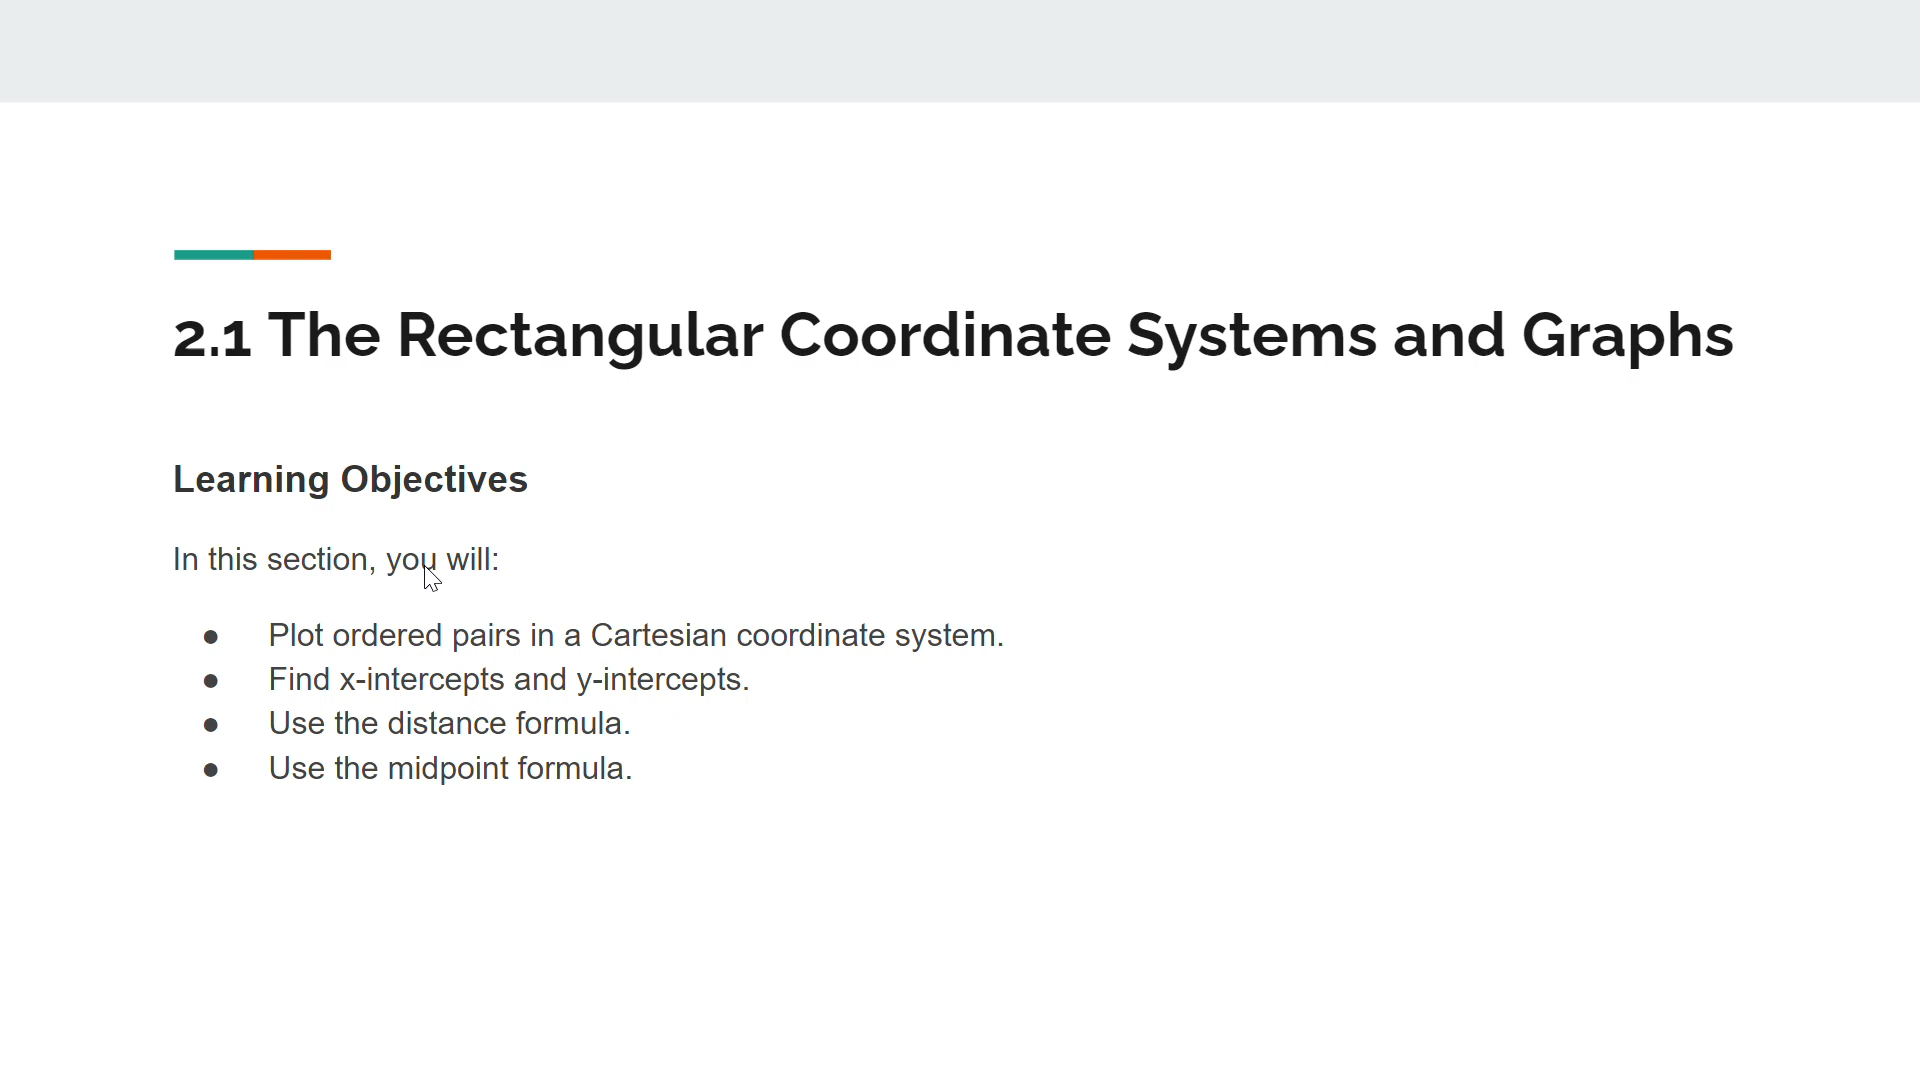 2.1 The Rectangular Coordinate Systems and Graphs
Learning Objectives
In this section, you will:
● Plot ordered pairs in a Cartesian coordinate system.
● Find x-intercepts and y-intercepts.
● Use the distance formula.
● Use the midpoint formula.